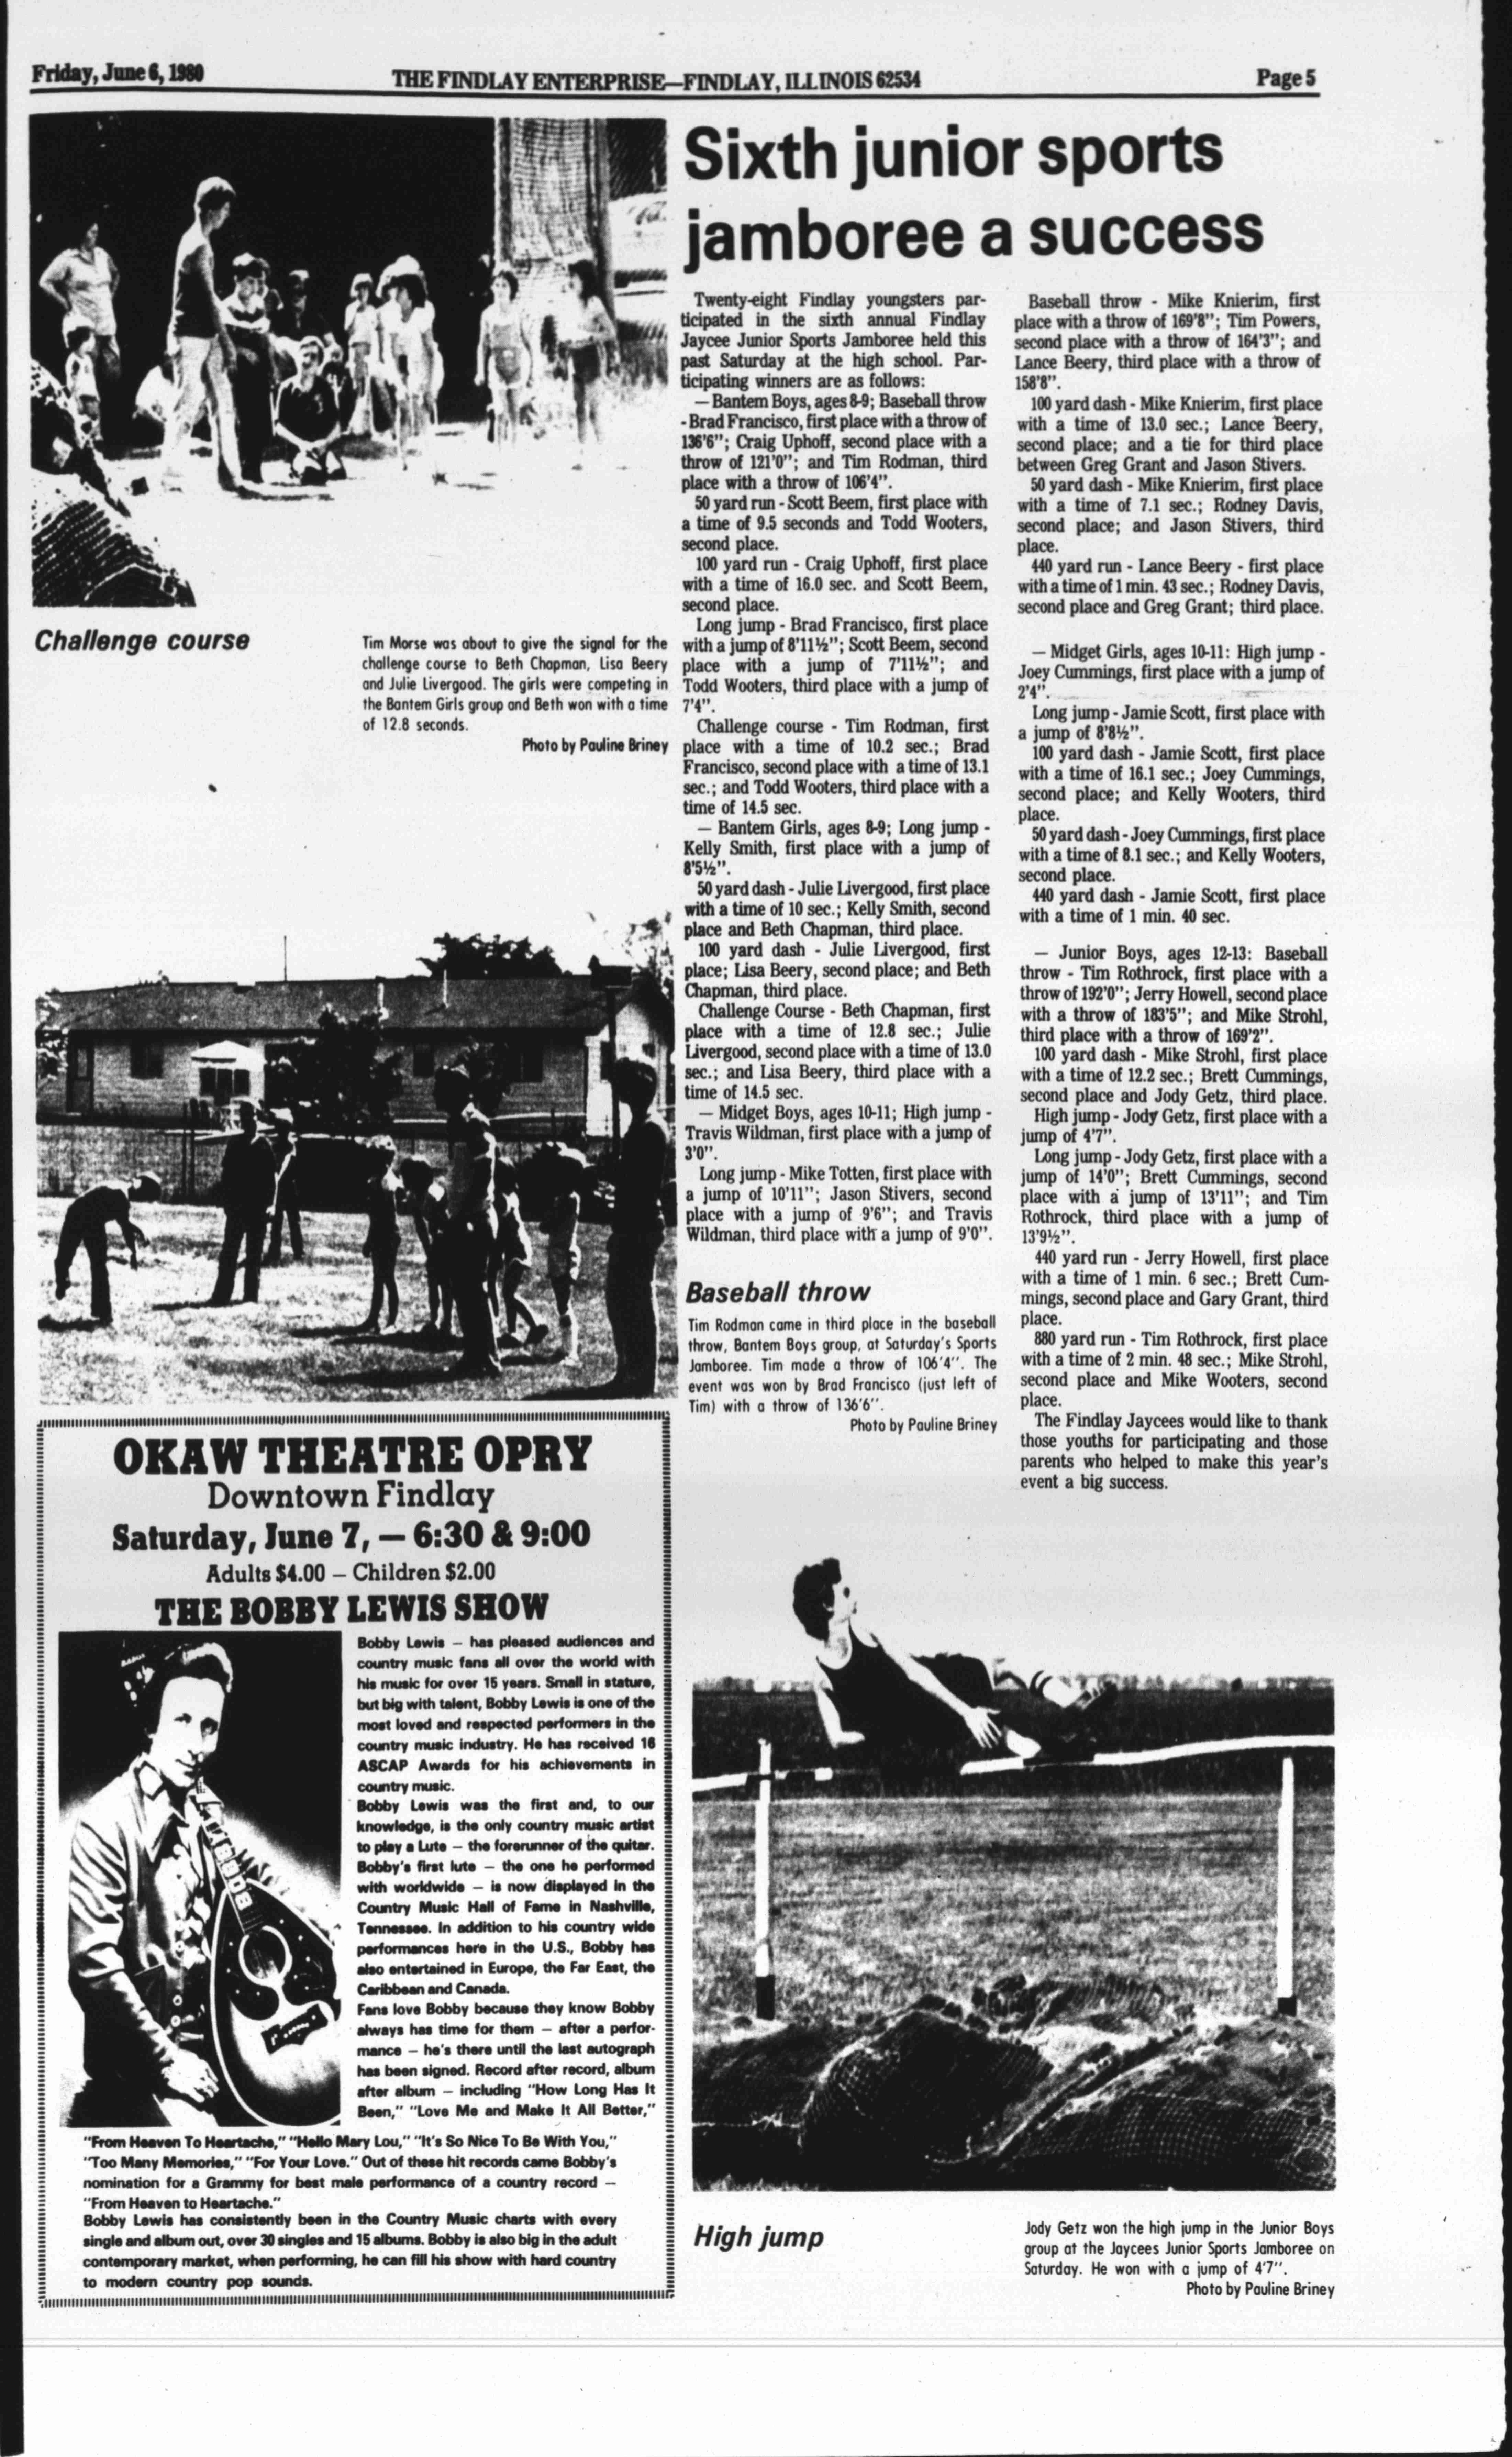 Friday, June 6, 1980
THE FINDLAY ENTERPRISE—FINDLAY, ILLINOIS 62534
Page 5
Sixth junior sports
jamboree a success
Twenty-eight Findlay youngsters par-
ticipated in the sixth annual Findlay
Jaycee Junior Sports Jamboree held this
past Saturday at the high school. Par-
ticipating winners are as follows:
— Bantem Boys, ages 8-9; Baseball throw
- Brad Francisco, first place with a throw of
136'6"; Craig Uphoff, second place with a
throw of 121'0"; and Tim Rodman, third
place with a throw of 106'4".
50 yard run - Scott Beem, first place with
a time of 9.5 seconds and Todd Wooters,
second place.
100 yard run - Craig Uphoff, first place
with a time of 16.0 sec. and Scott Beem,
second place.
Long jump - Brad Francisco, first place
with a jump of 8'11½"; Scott Beem, second
place with a jump of 7'11½"; and
Todd Wooters, third place with a jump of
7'4".
Challenge course - Tim Rodman, first
place with a time of 10.2 sec.; Brad
Francisco, second place with a time of 13.1
sec.; and Todd Wooters, third place with a
time of 14.5 sec.
— Bantem Girls, ages 8-9; Long jump -
Kelly Smith, first place with a jump of
8'5½".
50 yard dash - Julie Livergood, first place
with a time of 10 sec.; Kelly Smith, second
place and Beth Chapman, third place.
100 yard dash - Julie Livergood, first
place; Lisa Beery, second place; and Beth
Chapman, third place.
Challenge Course - Beth Chapman, first
place with a time of 12.8 sec.; Julie
Livergood, second place with a time of 13.0
sec.; and Lisa Beery, third place with a
time of 14.5 sec.
— Midget Boys, ages 10-11; High jump -
Travis Wildman, first place with a jump of
3'0".
Long jump - Mike Totten, first place with
a jump of 10'11"; Jason Stivers, second
place with a jump of 9'6"; and Travis
Wildman, third place with a jump of 9'0".
Baseball throw - Mike Knierim, first
place with a throw of 169'8"; Tim Powers,
second place with a throw of 164'3"; and
Lance Beery, third place with a throw of
158'8".
100 yard dash - Mike Knierim, first place
with a time of 13.0 sec.; Lance Beery,
second place; and a tie for third place
between Greg Grant and Jason Stivers.
50 yard dash - Mike Knierim, first place
with a time of 7.1 sec.; Rodney Davis,
second place; and Jason Stivers, third
place.
440 yard run - Lance Beery - first place
with a time of 1 min. 43 sec.; Rodney Davis,
second place and Greg Grant; third place.
— Midget Girls, ages 10-11: High jump -
Joey Cummings, first place with a jump of
2'4".
Long jump - Jamie Scott, first place with
a jump of 8'8½".
100 yard dash - Jamie Scott, first place
with a time of 16.1 sec.; Joey Cummings,
second place; and Kelly Wooters, third
place.
50 yard dash - Joey Cummings, first place
with a time of 8.1 sec.; and Kelly Wooters,
second place.
440 yard dash - Jamie Scott, first place
with a time of 1 min. 40 sec.
— Junior Boys, ages 12-13: Baseball
throw - Tim Rothrock, first place with a
throw of 192'0"; Jerry Howell, second place
with a throw of 183'5"; and Mike Strohl,
third place with a throw of 169'2".
100 yard dash - Mike Strohl, first place
with a time of 12.2 sec.; Brett Cummings,
second place and Jody Getz, third place.
High jump - Jody Getz, first place with a
jump of 4'7".
Long jump - Jody Getz, first place with a
jump of 14'0"; Brett Cummings, second
place with a jump of 13'11"; and Tim
Rothrock, third place with a jump of
13'9½".
440 yard run - Jerry Howell, first place
with a time of 1 min. 6 sec.; Brett Cum-
mings, second place and Gary Grant, third
place.
880 yard run - Tim Rothrock, first place
with a time of 2 min. 48 sec.; Mike Strohl,
second place and Mike Wooters, second
place.
The Findlay Jaycees would like to thank
those youths for participating and those
parents who helped to make this year's
event a big success.
Challenge course
Tim Morse was about to give the signal for the
challenge course to Beth Chapman, Lisa Beery
and Julie Livergood. The girls were competing in
the Bantem Girls group and Beth won with a time
of 12.8 seconds.
Photo by Pauline Briney
Baseball throw
Tim Rodman came in third place in the baseball
throw, Bantem Boys group, at Saturday's Sports
Jamboree. Tim made a throw of 106'4". The
event was won by Brad Francisco (just left of
Tim) with a throw of 136'6".
Photo by Pauline Briney
OKAW THEATRE OPRY
Downtown Findlay
Saturday, June 7, — 6:30 & 9:00
Adults $4.00 — Children $2.00
THE BOBBY LEWIS SHOW
Bobby Lewis — has pleased audiences and
country music fans all over the world with
his music for over 15 years. Small in stature,
but big with talent, Bobby Lewis is one of the
most loved and respected performers in the
country music industry. He has received 16
ASCAP Awards for his achievements in
country music.
Bobby Lewis was the first and, to our
knowledge, is the only country music artist
to play a Lute — the forerunner of the quitar.
Bobby's first lute — the one he performed
with worldwide — is now displayed in the
Country Music Hall of Fame in Nashville,
Tennessee. In addition to his country wide
performances here in the U.S., Bobby has
also entertained in Europe, the Far East, the
Caribbean and Canada.
Fans love Bobby because they know Bobby
always has time for them — after a perfor-
mance — he's there until the last autograph
has been signed. Record after record, album
after album — including "How Long Has It
Been," "Love Me and Make It All Better,"
"From Heaven To Heartache," "Hello Mary Lou," "It's So Nice To Be With You,"
"Too Many Memories," "For Your Love." Out of these hit records came Bobby's
nomination for a Grammy for best male performance of a country record —
"From Heaven to Heartache."
Bobby Lewis has consistently been in the Country Music charts with every
single and album out, over 30 singles and 15 albums. Bobby is also big in the adult
contemporary market, when performing, he can fill his show with hard country
to modern country pop sounds.
High jump
Jody Getz won the high jump in the Junior Boys
group at the Jaycees Junior Sports Jamboree on
Saturday. He won with a jump of 4'7".
Photo by Pauline Briney